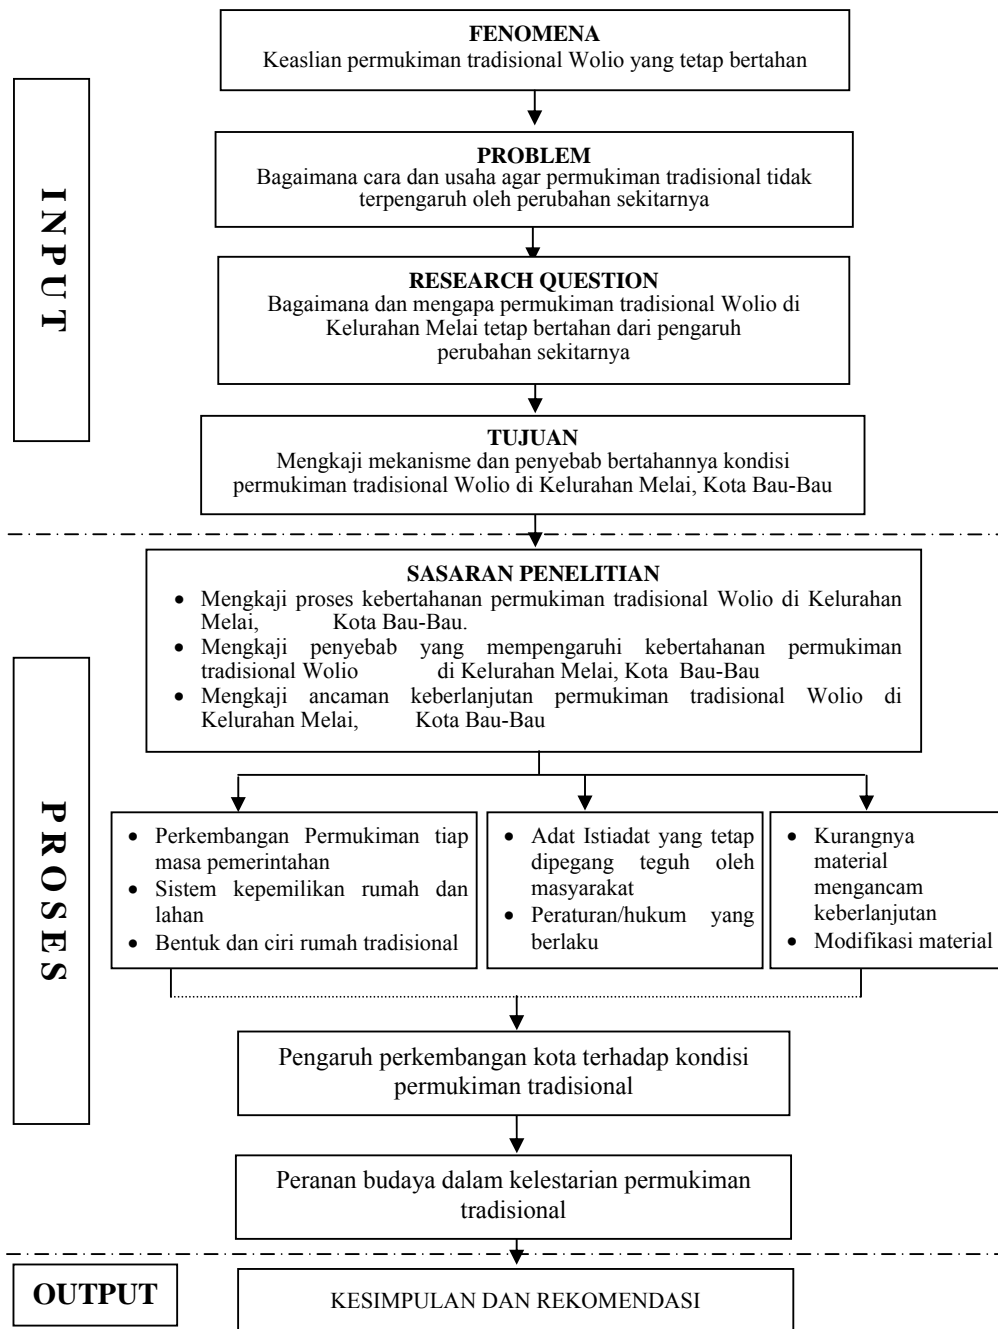 FENOMENA
Keaslian permukiman tradisional Wolio yang tetap bertahan
INPUT
PROBLEM
Bagaimana cara dan usaha agar permukiman tradisional tidak
terpengaruh oleh perubahan sekitarnya
RESEARCH QUESTION
Bagaimana dan mengapa permukiman tradisional Wolio di
Kelurahan Melai tetap bertahan dari pengaruh
perubahan sekitarnya
TUJUAN
Mengkaji mekanisme dan penyebab bertahannya kondisi
permukiman tradisional Wolio di Kelurahan Melai, Kota Bau-Bau
SASARAN PENELITIAN
• Mengkaji proses kebertahanan permukiman tradisional Wolio di Kelurahan
Melai, Kota Bau-Bau.
• Mengkaji penyebab yang mempengaruhi kebertahanan permukiman
tradisional Wolio di Kelurahan Melai, Kota Bau-Bau
• Mengkaji ancaman keberlanjutan permukiman tradisional Wolio di
Kelurahan Melai, Kota Bau-Bau
PROSES
• Perkembangan Permukiman tiap
masa pemerintahan
• Sistem kepemilikan rumah dan
lahan
• Bentuk dan ciri rumah tradisional
• Adat Istiadat yang tetap
dipegang teguh oleh
masyarakat
• Peraturan/hukum yang
berlaku
• Kurangnya
material
mengancam
keberlanjutan
• Modifikasi material
Pengaruh perkembangan kota terhadap kondisi
permukiman tradisional
Peranan budaya dalam kelestarian permukiman
tradisional
OUTPUT
KESIMPULAN DAN REKOMENDASI